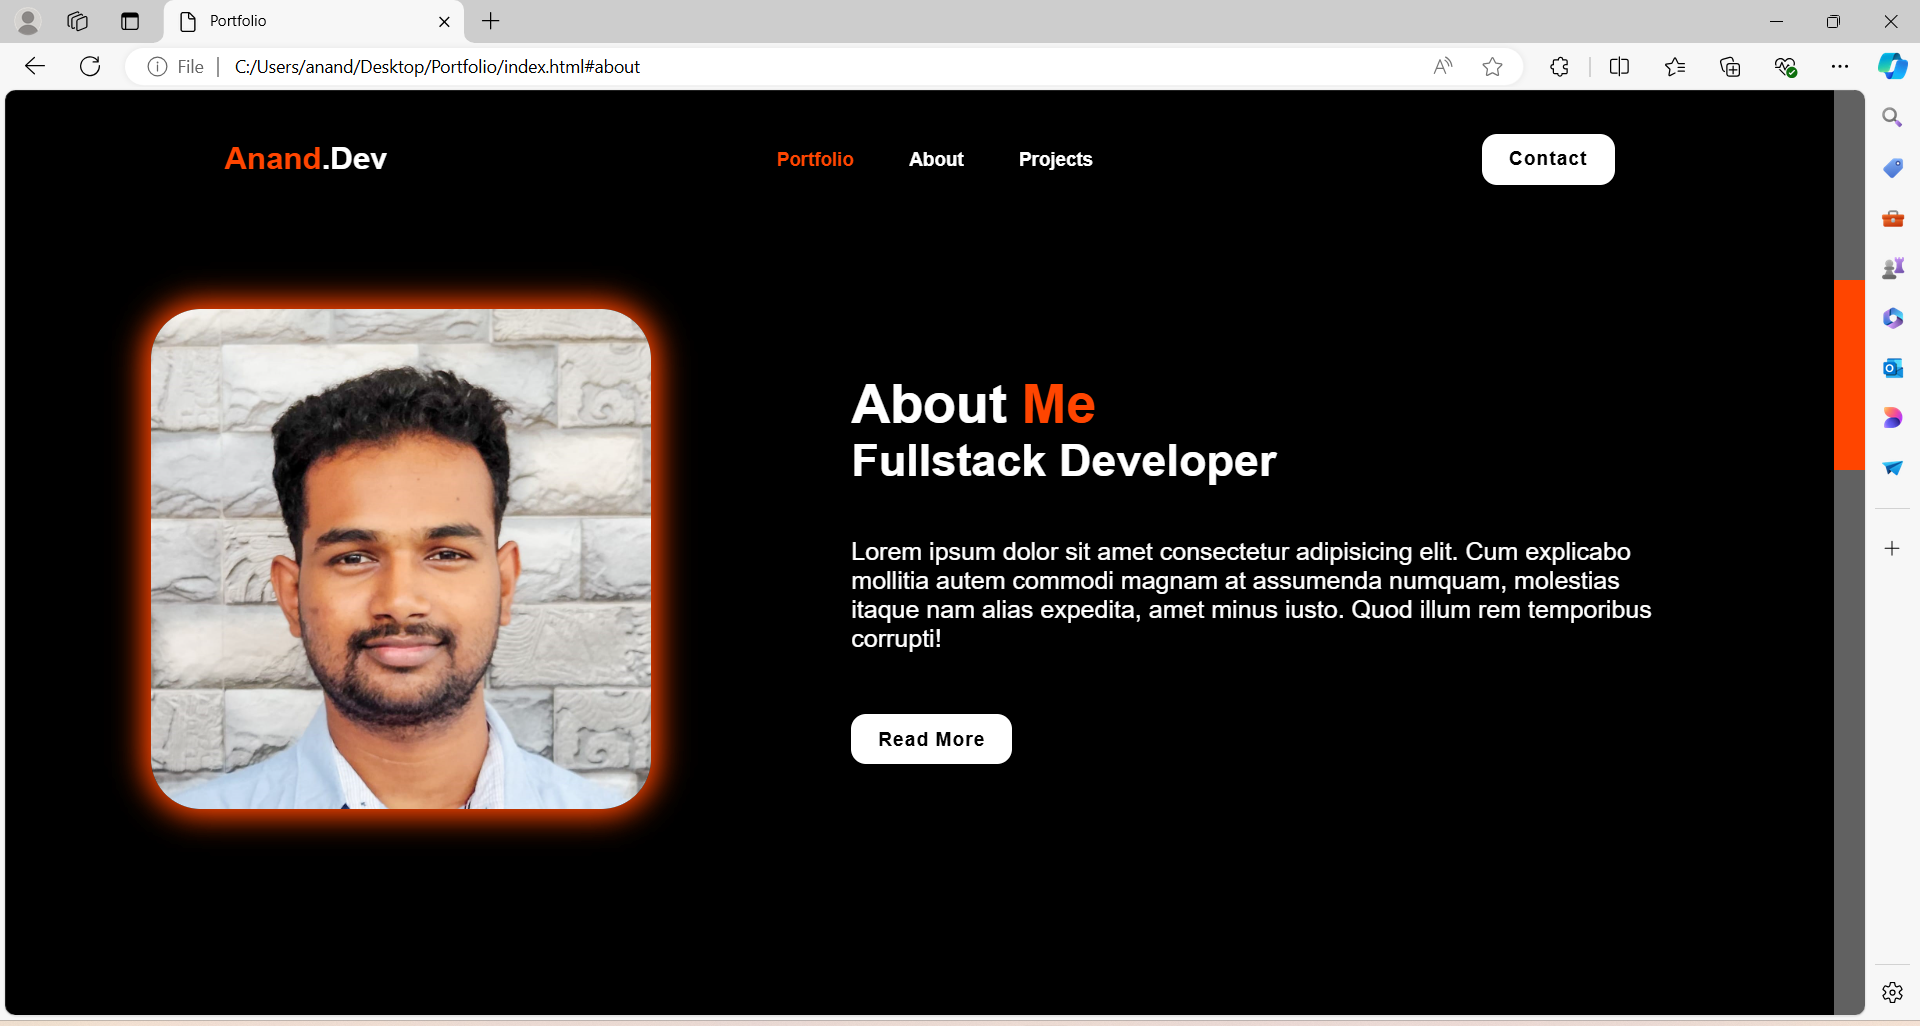 Portfolio
File C:/Users/anand/Desktop/Portfolio/index.html#about
Anand.Dev
Portfolio About Projects
Contact
About Me
Fullstack Developer
Lorem ipsum dolor sit amet consectetur adipisicing elit. Cum explicabo
mollitia autem commodi magnam at assumenda numquam, molestias
itaque nam alias expedita, amet minus iusto. Quod illum rem temporibus
corrupti!
Read More